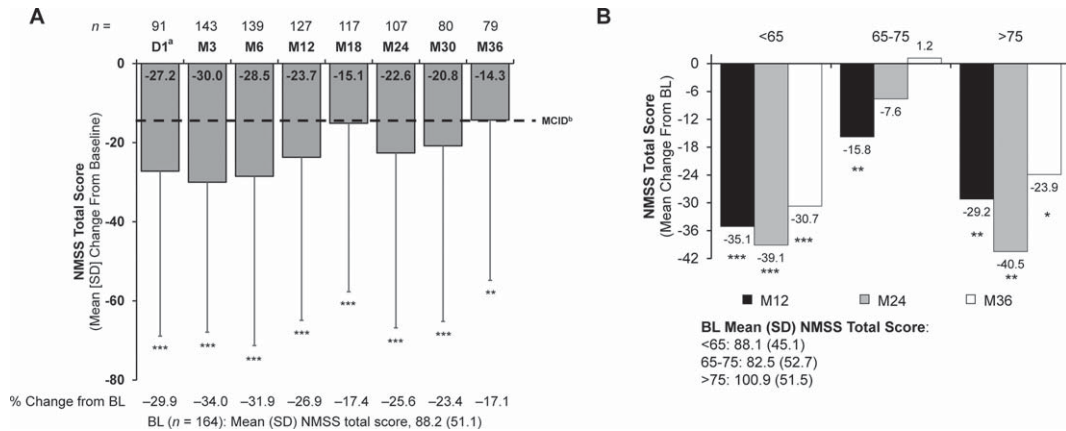 A
n = 91 143 139 127 117 107 80 79
D1ᵃ M3 M6 M12 M18 M24 M30 M36
0
-27.2 -30.0 -28.5 -23.7 -15.1 -22.6 -20.8 -14.3
MCIDᵇ
-20
-40
-60
-80
NMSS Total Score
(Mean [SD] Change From Baseline)
*** *** *** *** *** *** *** **
% Change from BL –29.9 –34.0 –31.9 –26.9 –17.4 –25.6 –23.4 –17.1
BL (n = 164): Mean (SD) NMSS total score, 88.2 (51.1)
B
<65 65-75 >75
NMSS Total Score
(Mean Change From BL)
0
-6
-12
-18
-24
-30
-36
-42
-35.1
***
-39.1
***
-30.7
***
-15.8
**
-7.6
1.2
-29.2
**
-40.5
**
-23.9
*
M12 M24 M36
BL Mean (SD) NMSS Total Score:
<65: 88.1 (45.1)
65-75: 82.5 (52.7)
>75: 100.9 (51.5)